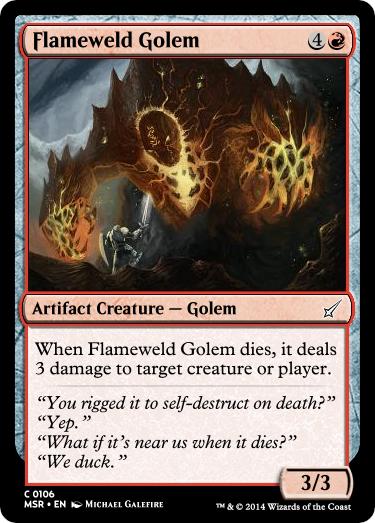 Flameweld Golem 4
Artifact Creature — Golem
When Flameweld Golem dies, it deals
3 damage to target creature or player.
“You rigged it to self-destruct on death?”
“Yep.”
“What if it’s near us when it dies?”
“We duck.”
3/3
C 0106
MSR • EN Michael Galefire
™ & © 2014 Wizards of the Coast